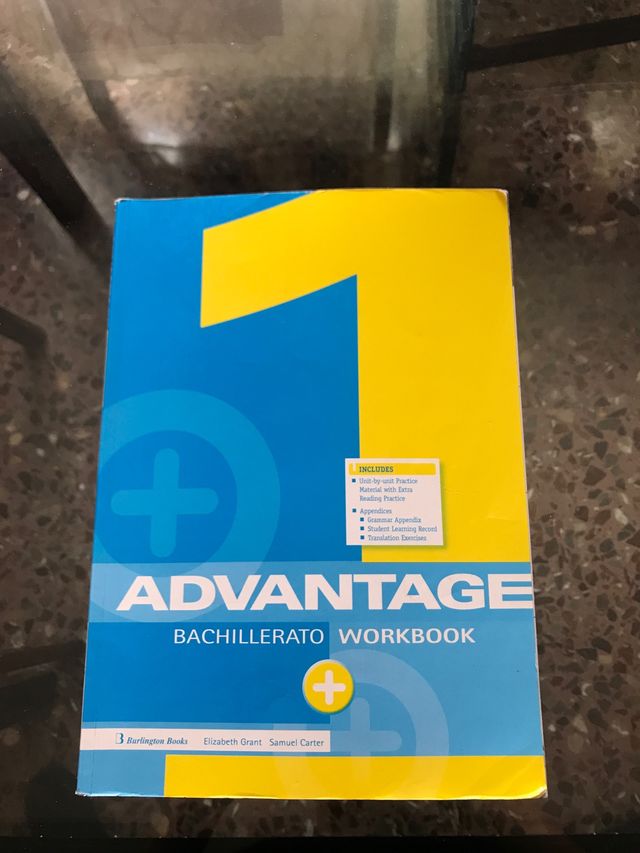 1
INCLUDES
Unit-by-unit Practice
Material with Extra
Reading Practice
Appendices
Grammar Appendix
Student Learning Record
Translation Exercises
ADVANTAGE
BACHILLERATO WORKBOOK
+
B Burlington Books Elizabeth Grant Samuel Carter